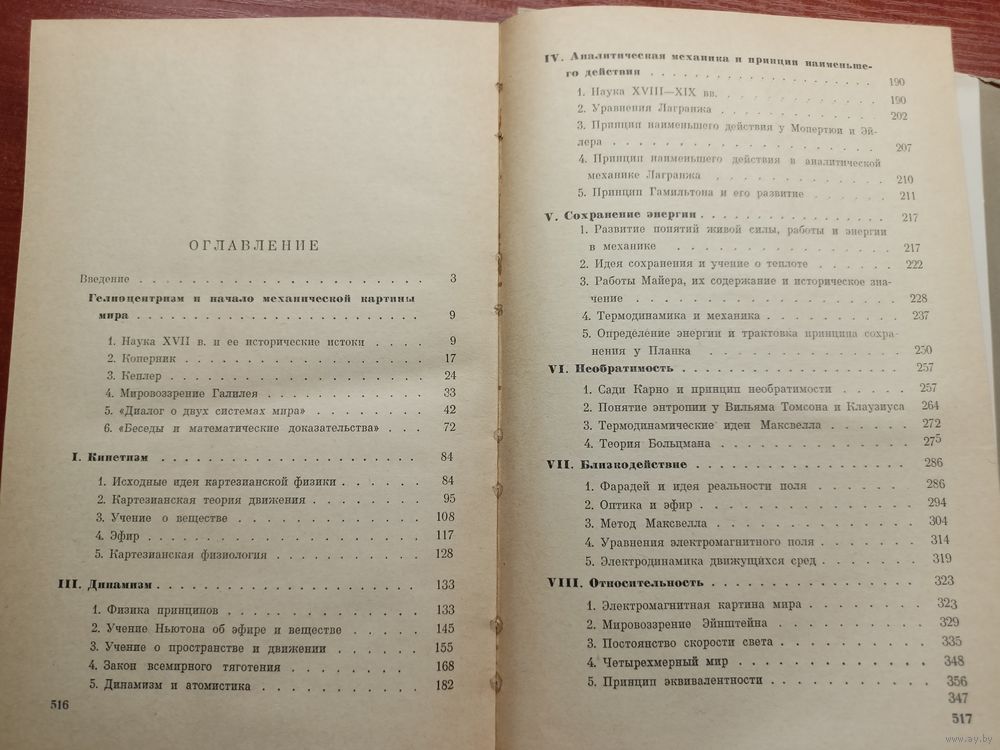 ОГЛАВЛЕНИЕ
Введение . . . . . . . . . . . . . . . . . . . . . . 3
Гелиоцентризм и начало механической картины
мира . . . . . . . . . . . . . . . . . . . . . . 9
1. Наука XVII в. и ее исторические истоки . . . . 9
2. Коперник . . . . . . . . . . . . . . . . . 17
3. Кеплер . . . . . . . . . . . . . . . . . . 24
4. Мировоззрение Галилея . . . . . . . . . . . 33
5. «Диалог о двух системах мира» . . . . . . . . 42
6. «Беседы и математические доказательства» . . . 72
I. Кинетизм . . . . . . . . . . . . . . . . . . . . 84
1. Исходные идеи картезианской физики . . . . . . 84
2. Картезианская теория движения . . . . . . . . 95
3. Учение о веществе . . . . . . . . . . . . . 108
4. Эфир . . . . . . . . . . . . . . . . . . . 117
5. Картезианская физиология . . . . . . . . . . 128
III. Динамизм . . . . . . . . . . . . . . . . . . . . 133
1. Физика принципов . . . . . . . . . . . . . 133
2. Учение Ньютона об эфире и веществе . . . . . 145
3. Учение о пространстве и движении . . . . . . . 155
4. Закон всемирного тяготения . . . . . . . . . 168
5. Динамизм и атомистика . . . . . . . . . . . 182
516
IV. Аналитическая механика и принцип наименьше-
го действия . . . . . . . . . . . . . . . . . . 190
1. Наука XVIII—XIX вв. . . . . . . . . . . . . 190
2. Уравнения Лагранжа . . . . . . . . . . . . . 202
3. Принцип наименьшего действия у Мопертюи и Эй-
лера . . . . . . . . . . . . . . . . . . . . 207
4. Принцип наименьшего действия в аналитической
механике Лагранжа . . . . . . . . . . . . . 210
5. Принцип Гамильтона и его развитие . . . . . . 211
V. Сохранение энергии . . . . . . . . . . . . . . . . 217
1. Развитие понятий живой силы, работы и энергии
в механике . . . . . . . . . . . . . . . . . 217
2. Идея сохранения и учение о теплоте . . . . . . 222
3. Работы Майера, их содержание и историческое зна-
чение . . . . . . . . . . . . . . . . . . . 228
4. Термодинамика и механика . . . . . . . . . . 237
5. Определение энергии и трактовка принципа сохра-
нения у Планка . . . . . . . . . . . . . . . 250
VI. Необратимость . . . . . . . . . . . . . . . . . . 257
1. Сади Карно и принцип необратимости . . . . . 257
2. Понятие энтропии у Вильяма Томсона и Клаузиуса 264
3. Термодинамические идеи Максвелла . . . . . . . 272
4. Теория Больцмана . . . . . . . . . . . . . . 275
VII. Близкодействие . . . . . . . . . . . . . . . . . 286
1. Фарадей и идея реальности поля . . . . . . . . 286
2. Оптика и эфир . . . . . . . . . . . . . . . 294
3. Метод Максвелла . . . . . . . . . . . . . . 304
4. Уравнения электромагнитного поля . . . . . . . 314
5. Электродинамика движущихся сред . . . . . . . 319
VIII. Относительность . . . . . . . . . . . . . . . . . 323
1. Электромагнитная картина мира . . . . . . . . 323
2. Мировоззрение Эйнштейна . . . . . . . . . . . 329
3. Постоянство скорости света . . . . . . . . . . 335
4. Четырехмерный мир . . . . . . . . . . . . . 348
5. Принцип эквивалентности . . . . . . . . . . . 356
347
517
www.ay.by